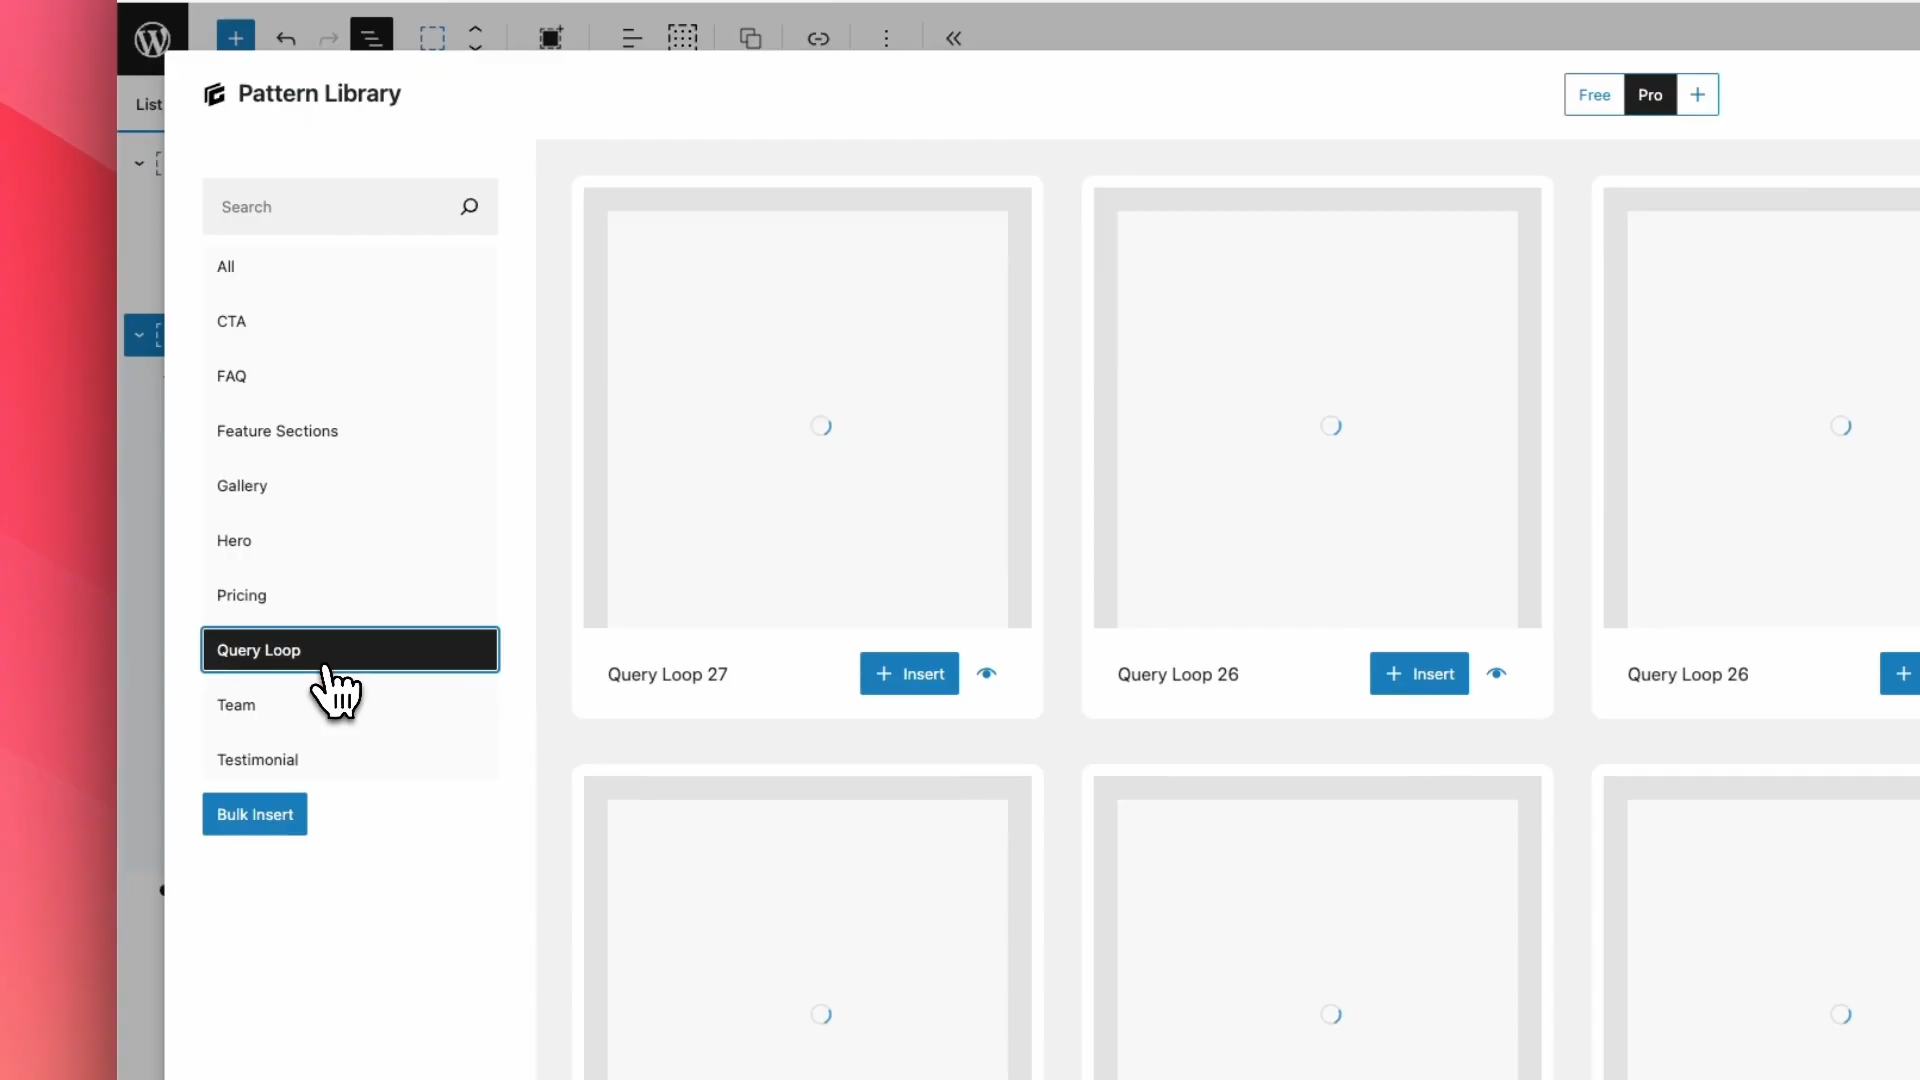 List
Pattern Library
Free
Pro
Search
All
CTA
FAQ
Feature Sections
Gallery
Hero
Pricing
Query Loop
Team
Testimonial
Bulk Insert
Query Loop 27
Insert
Query Loop 26
Insert
Query Loop 26